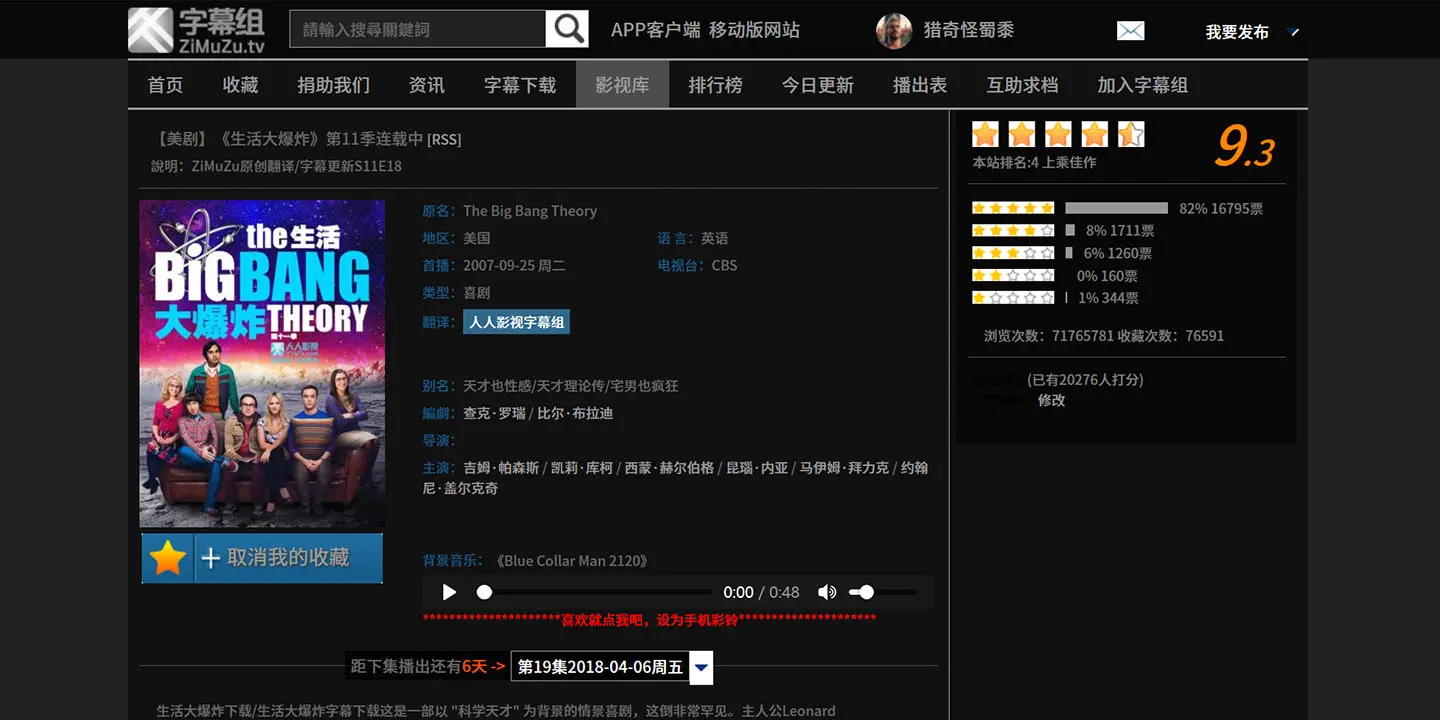 字幕组
ZiMuZu.tv
請輸入搜尋關鍵詞
APP客户端 移动版网站
猎奇怪蜀黍
我要发布
首页 收藏 捐助我们 资讯 字幕下载 影视库 排行榜 今日更新 播出表 互助求档 加入字幕组
【美剧】《生活大爆炸》第11季连载中 [RSS]
說明：ZiMuZu原创翻译/字幕更新S11E18
the生活
BIGBANG
大爆炸THEORY
第十一季
人人影视
取消我的收藏
原名：The Big Bang Theory
地区：美国 语 言：英语
首播：2007-09-25 周二 电视台：CBS
类型：喜剧
翻译：人人影视字幕组
别名：天才也性感/天才理论传/宅男也疯狂
編劇：查克·罗瑞 / 比尔·布拉迪
导演：
主演：吉姆·帕森斯 / 凯莉·库柯 / 西蒙·赫尔伯格 / 昆瑙·内亚 / 马伊姆·拜力克 / 约翰
尼·盖尔克奇
背景音乐：《Blue Collar Man 2120》
0:00 / 0:48
*********************喜欢就点我吧，设为手机彩铃*********************
距下集播出还有6天 -> 第19集2018-04-06周五
生活大爆炸下载/生活大爆炸字幕下载这是一部以 "科学天才" 为背景的情景喜剧，这倒非常罕见。主人公Leonard
9.3
本站排名:4 上乘佳作
82% 16795票
8% 1711票
6% 1260票
0% 160票
1% 344票
浏览次数：71765781 收藏次数：76591
(已有20276人打分)
修改